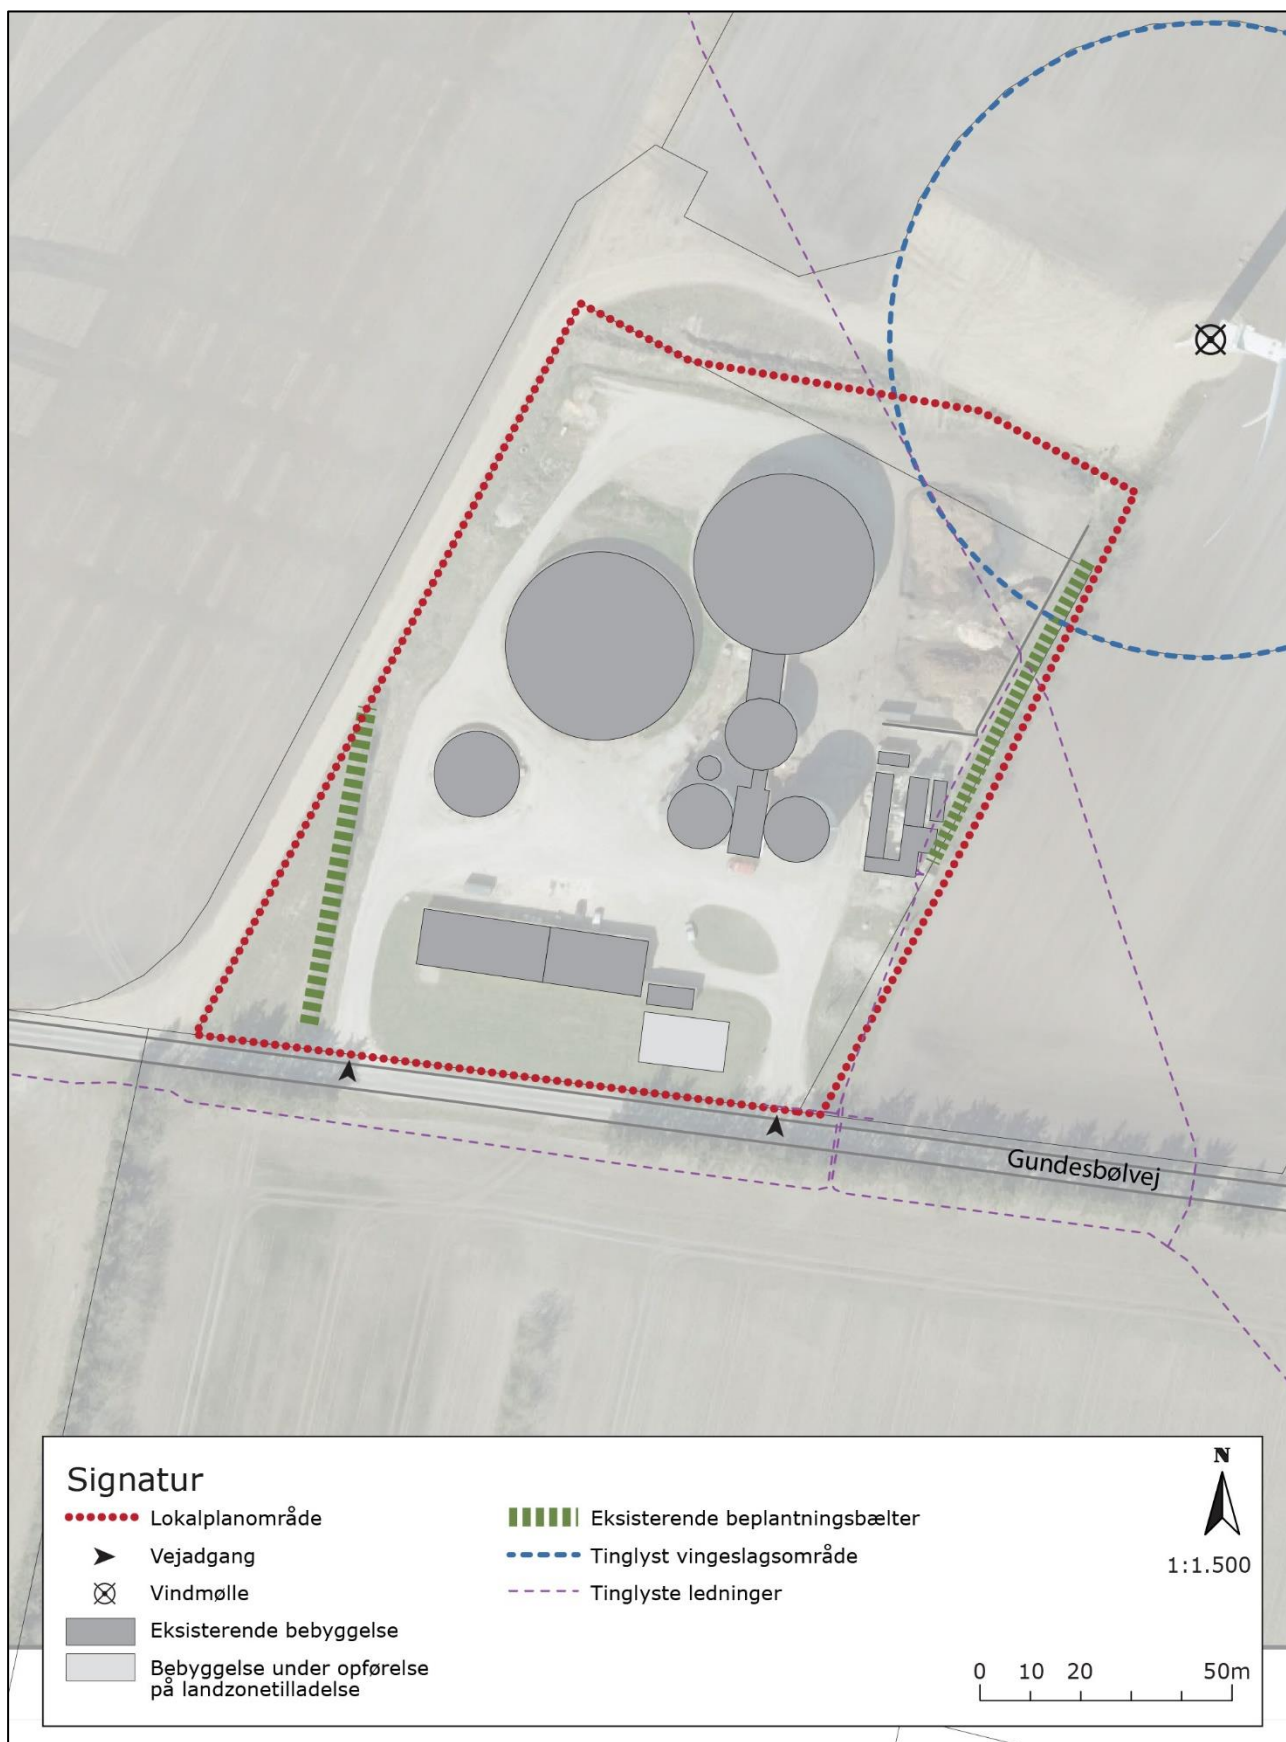 Gundesbølvej
Signatur
Lokalplanområde
Vejadgang
Vindmølle
Eksisterende bebyggelse
Bebyggelse under opførelse
på landzonetilladelse
Eksisterende beplantningsbælter
Tinglyst vingeslagsområde
Tinglyste ledninger
N
1:1.500
0 10 20 50m